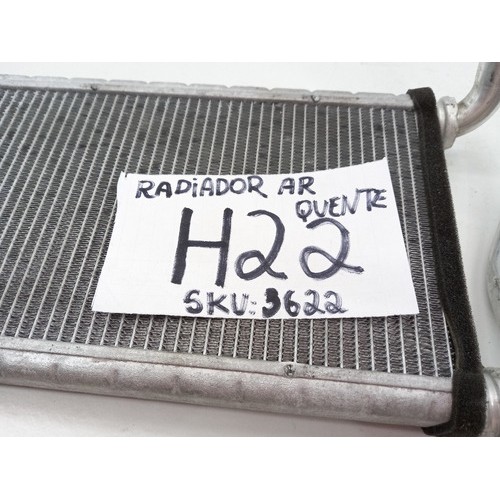 RADiADOR AR
QUENTE
H22
SKU: 3622